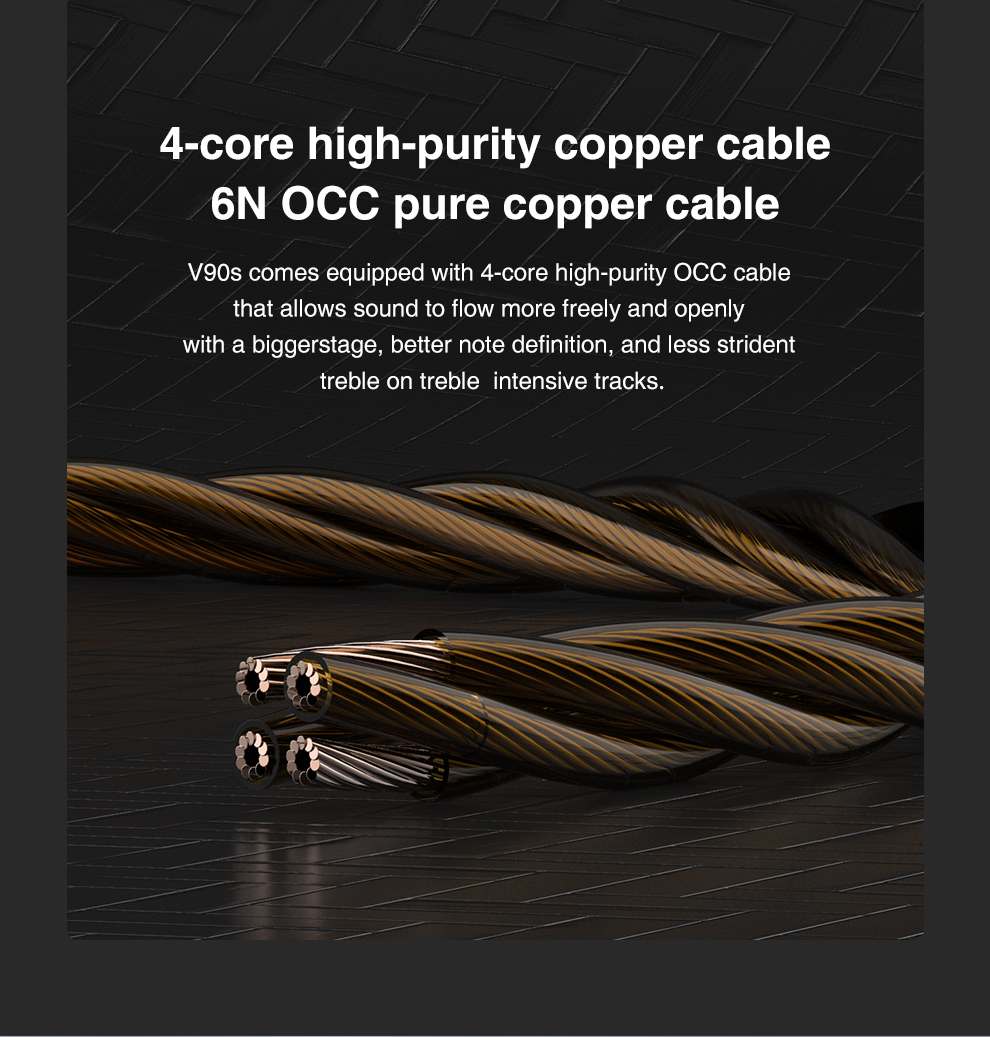 4-core high-purity copper cable
6N OCC pure copper cable
V90s comes equipped with 4-core high-purity OCC cable
that allows sound to flow more freely and openly
with a biggerstage, better note definition, and less strident
treble on treble  intensive tracks.